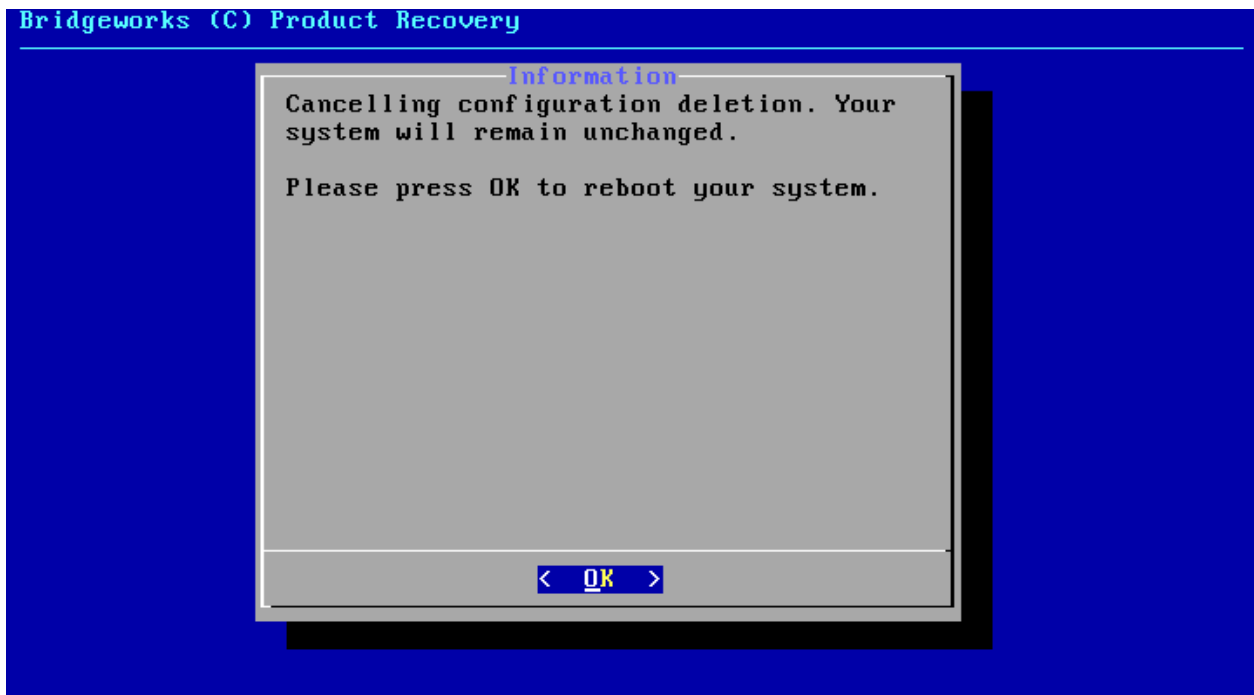 Bridgeworks (C) Product Recovery
Information
Cancelling configuration deletion. Your
system will remain unchanged.
Please press OK to reboot your system.
< OK >